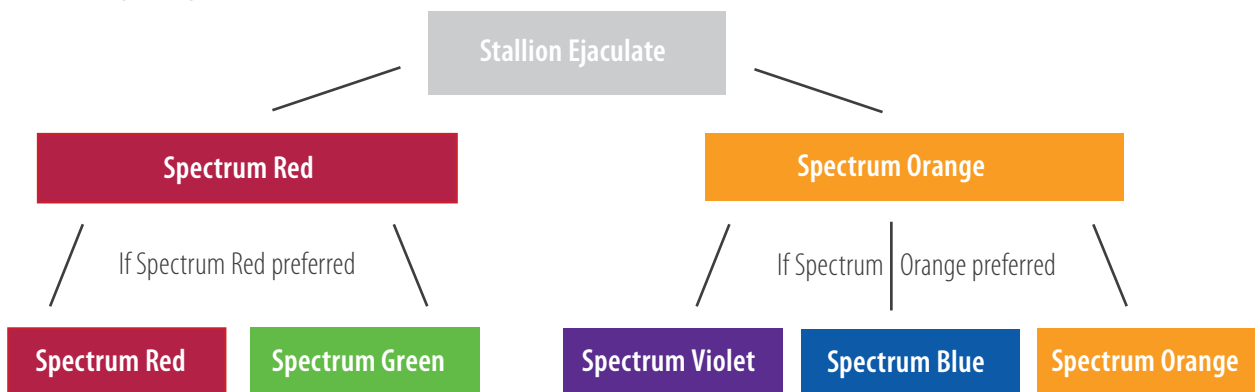 Stallion Ejaculate
Spectrum Red
Spectrum Orange
If Spectrum Red preferred
If Spectrum Orange preferred
Spectrum Red
Spectrum Green
Spectrum Violet
Spectrum Blue
Spectrum Orange